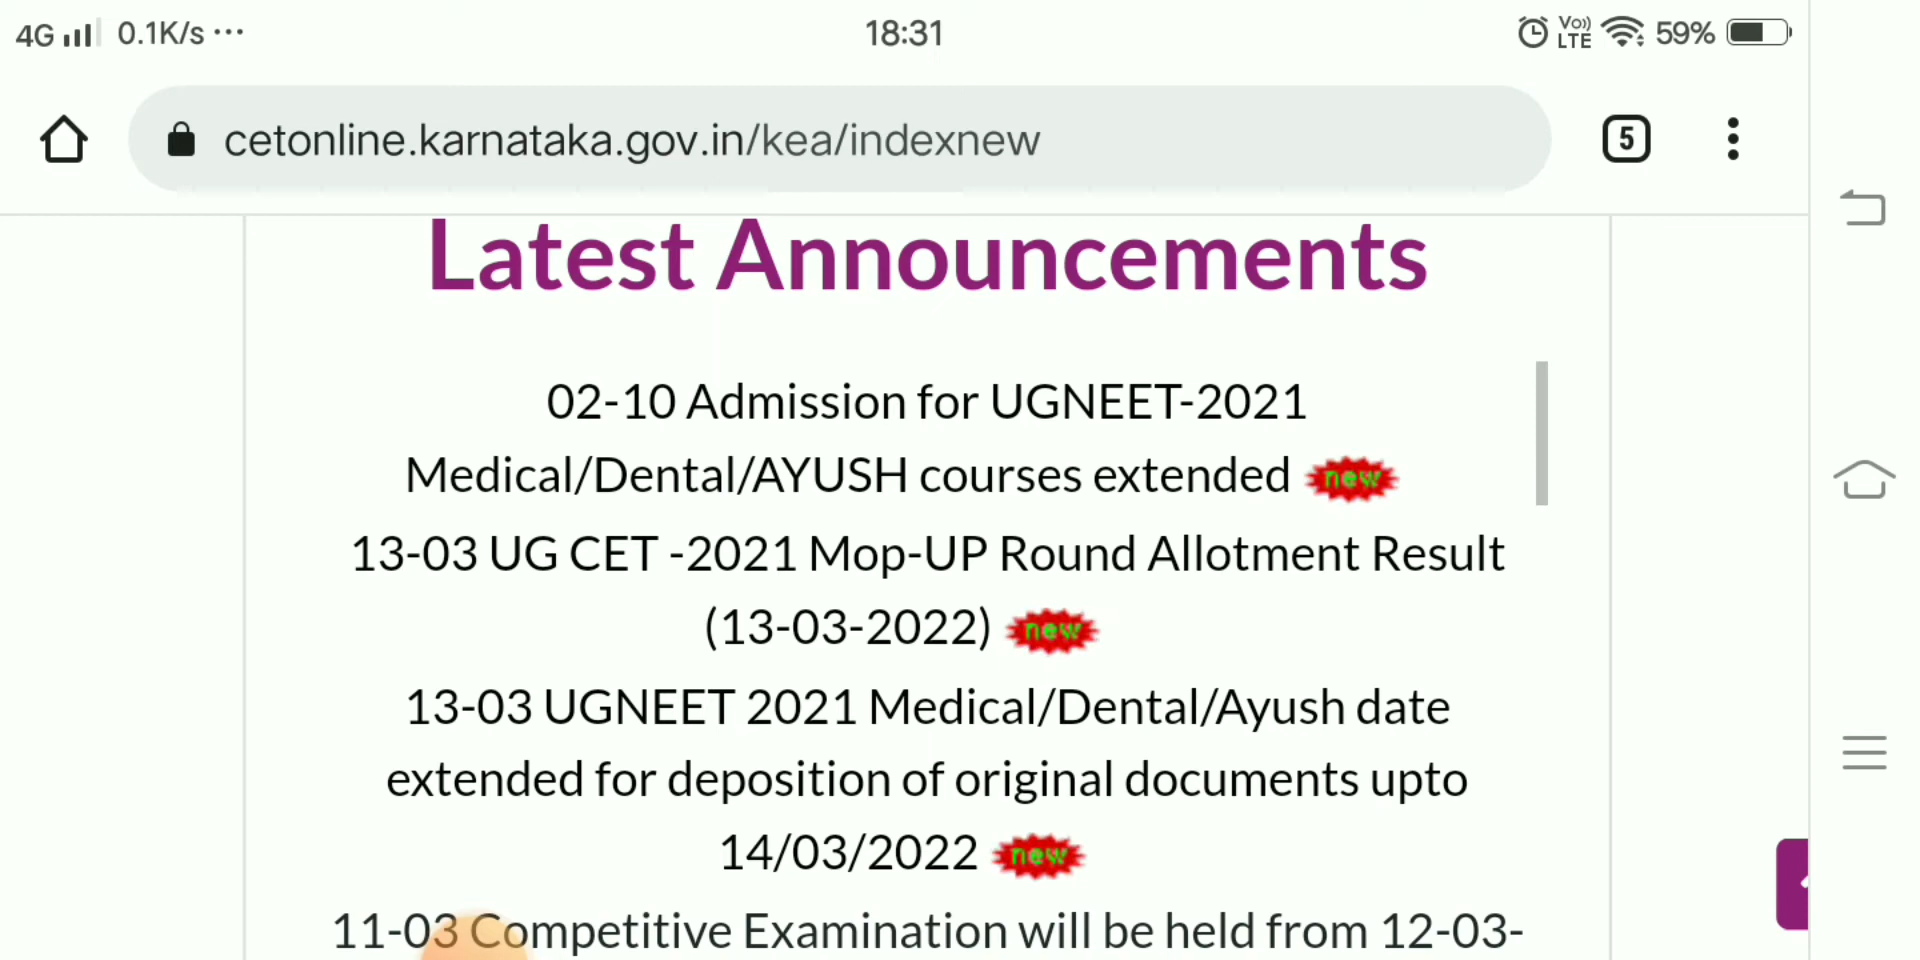 4G 0.1K/s ... 18:31 Vo)) LTE 59%
cetonline.karnataka.gov.in/kea/indexnew 5
Latest Announcements
02-10 Admission for UGNEET-2021
Medical/Dental/AYUSH courses extended new
13-03 UG CET -2021 Mop-UP Round Allotment Result
(13-03-2022) new
13-03 UGNEET 2021 Medical/Dental/Ayush date
extended for deposition of original documents upto
14/03/2022 new
11-03 Competitive Examination will be held from 12-03-